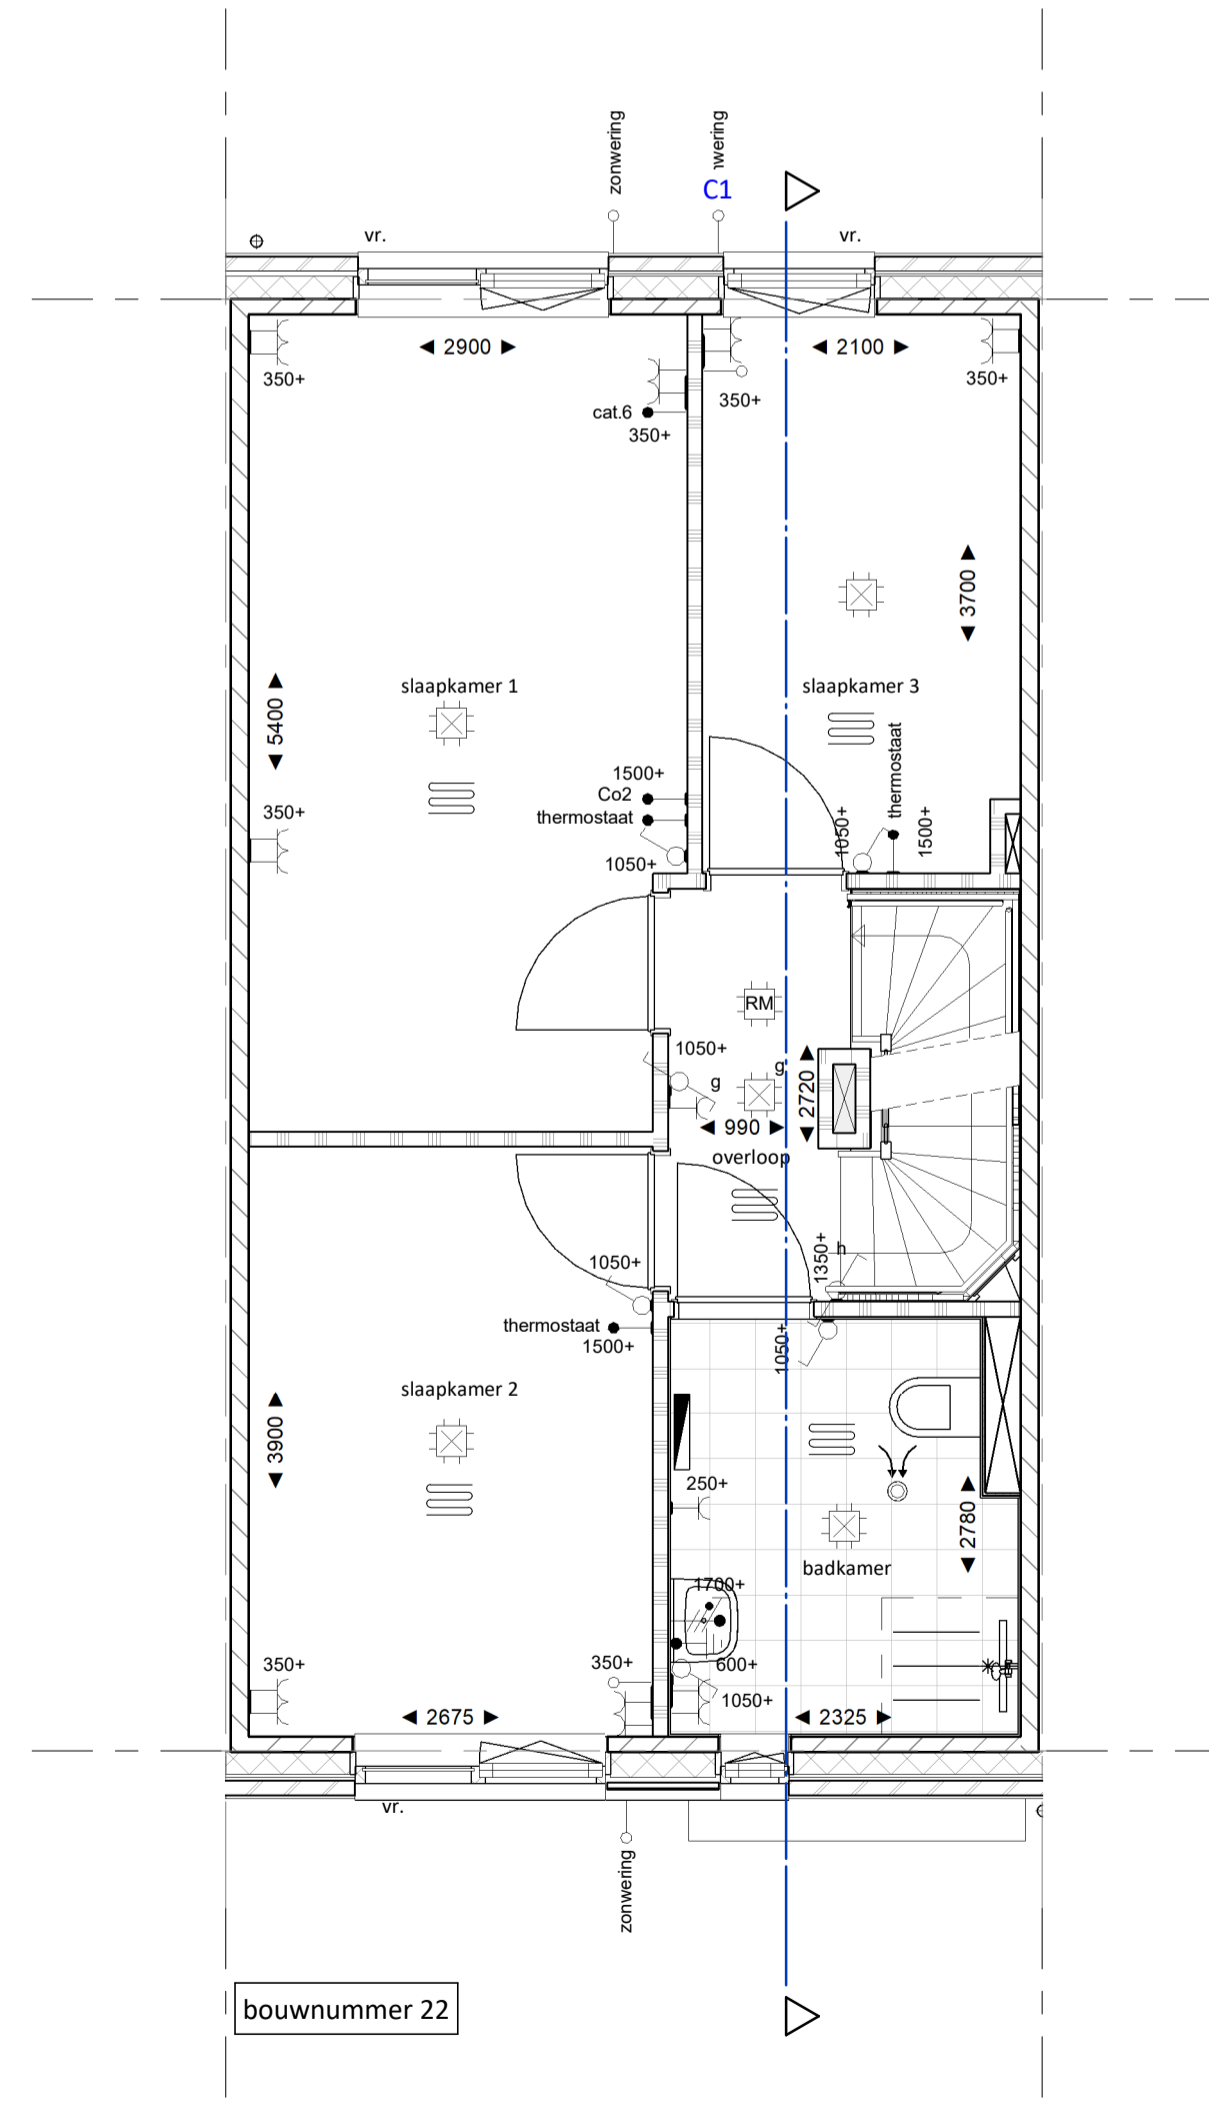 zonwering
nwering
C1
vr.
vr.
2900
2100
350+
350+
350+
cat.6
350+
3700
slaapkamer 1
slaapkamer 3
5400
thermostaat
1500+
Co2
350+
thermostaat
1050+
1050+
1500+
RM
1050+
g
g
2720
990
overloop
1050+
1350+
h
thermostaat
1500+
1050+
slaapkamer 2
3900
250+
2780
badkamer
1700+
350+
350+
600+
1050+
2675
2325
vr.
zonwering
bouwnummer 22